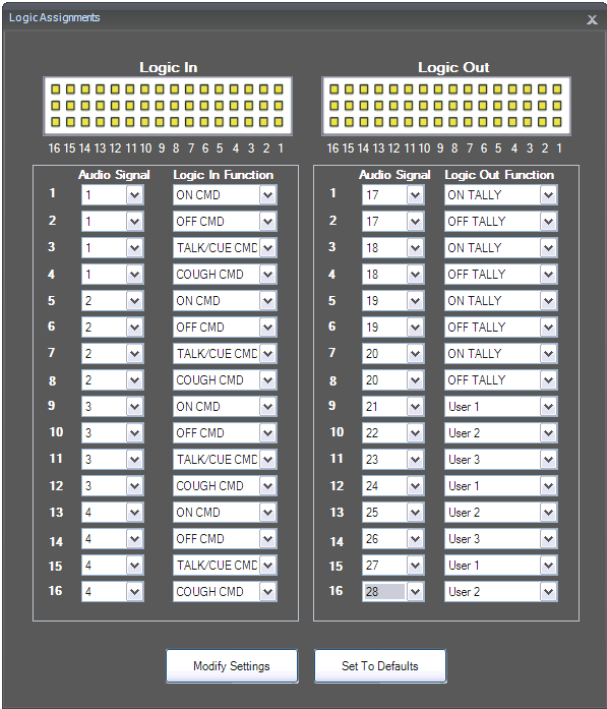 Logic Assignments
X
Logic In
Logic Out
16 15 14 13 12 11 10 9 8 7 6 5 4 3 2 1
16 15 14 13 12 11 10 9 8 7 6 5 4 3 2 1
Audio Signal Logic In Function
Audio Signal Logic Out Function
1 1 ON CMD
1 17 ON TALLY
2 1 OFF CMD
2 17 OFF TALLY
3 1 TALK/CUE CMD
3 18 ON TALLY
4 1 COUGH CMD
4 18 OFF TALLY
5 2 ON CMD
5 19 ON TALLY
6 2 OFF CMD
6 19 OFF TALLY
7 2 TALK/CUE CMD
7 20 ON TALLY
8 2 COUGH CMD
8 20 OFF TALLY
9 3 ON CMD
9 21 User 1
10 3 OFF CMD
10 22 User 2
11 3 TALK/CUE CMD
11 23 User 3
12 3 COUGH CMD
12 24 User 1
13 4 ON CMD
13 25 User 2
14 4 OFF CMD
14 26 User 3
15 4 TALK/CUE CMD
15 27 User 1
16 4 COUGH CMD
16 28 User 2
Modify Settings
Set To Defaults